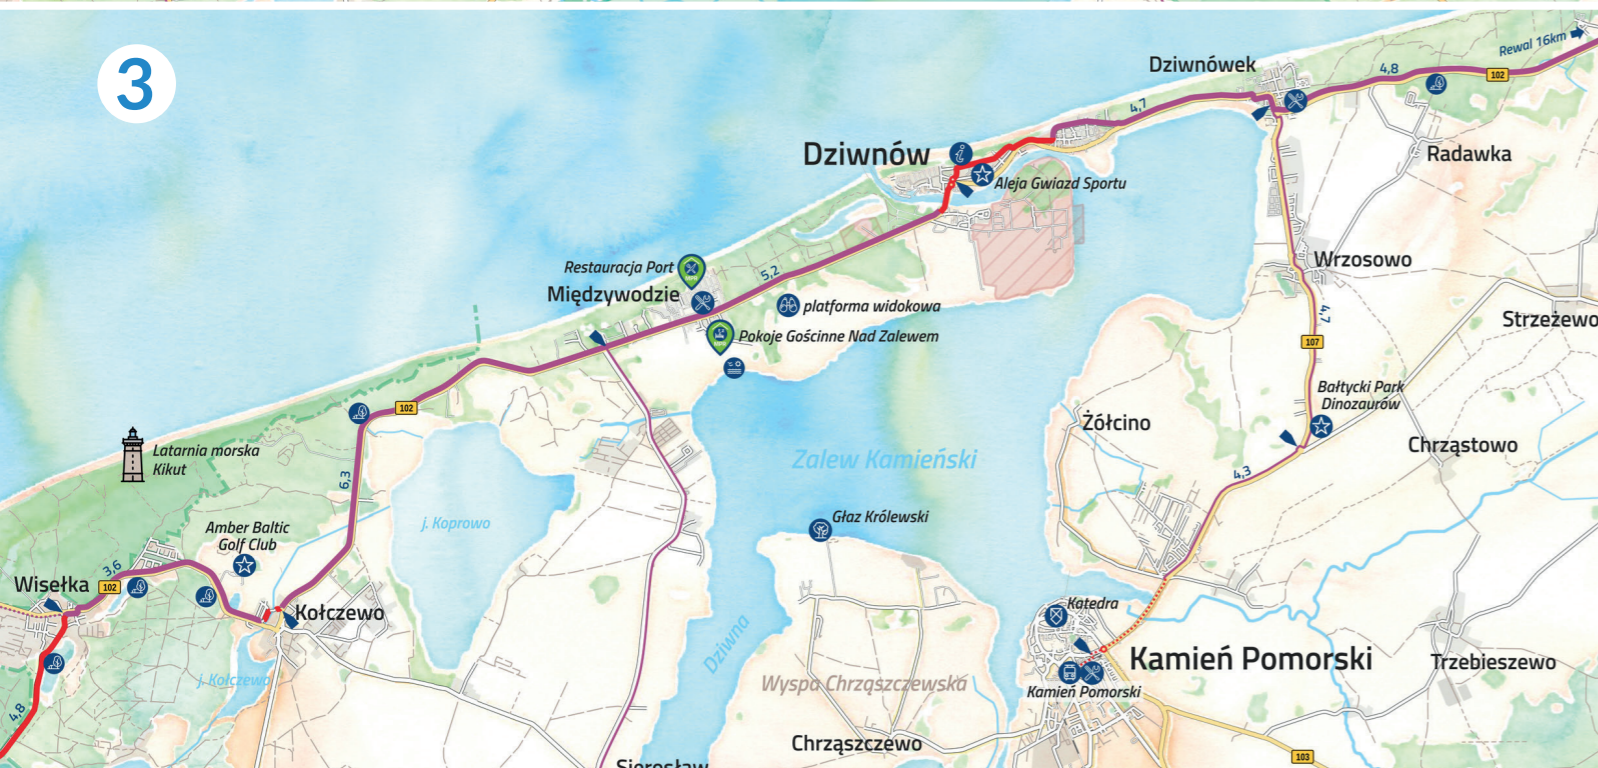 3
Rewal 16km
Dziwnówek
4,8
102
4,7
Dziwnów
Radawka
Aleja Gwiazd Sportu
Restauracja Port
Międzywodzie
5,2
platforma widokowa
Wrzosowo
4,7
Strzeżewo
107
Pokoje Gościnne Nad Zalewem
Bałtycki Park
Dinozaurów
102
Żółcino
Chrząstowo
Latarnia morska
Kikut
Zalew Kamieński
6,3
4,3
j. Koprowo
Głaz Królewski
Amber Baltic
Golf Club
3,6
Wisełka
102
Kołczewo
Katedra
Dziwna
Kamień Pomorski
Trzebieszewo
j. Kołczewo
Wyspa Chrząszczewska
Kamień Pomorski
4,8
Chrząszczewo
103
Sierosław